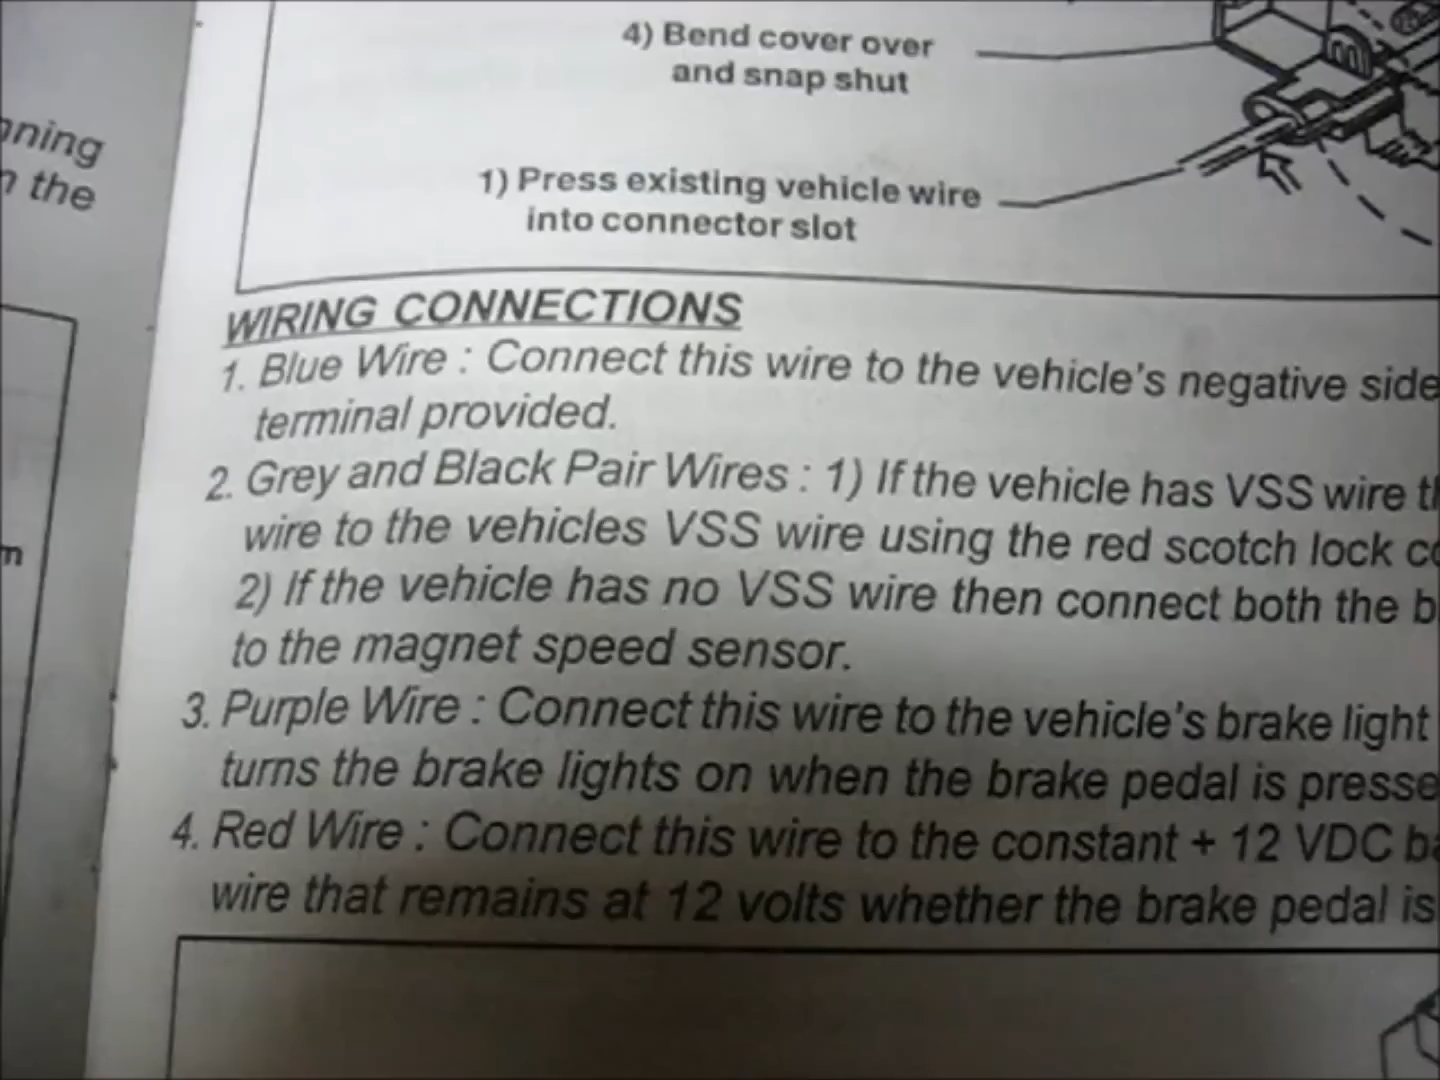 4) Bend cover over
and snap shut
the
1) Press existing vehicle wire
into connector slot
WIRING CONNECTIONS
1. Blue Wire : Connect this wire to the vehicle's negative side
terminal provided.
2. Grey and Black Pair Wires : 1) If the vehicle has VSS wire
wire to the vehicles VSS wire using the red scotch lock
2) If the vehicle has no VSS wire then connect both the
to the magnet speed sensor.
3. Purple Wire : Connect this wire to the vehicle's brake light
turns the brake lights on when the brake pedal is presse
4. Red Wire : Connect this wire to the constant + 12 VDC
wire that remains at 12 volts whether the brake pedal is